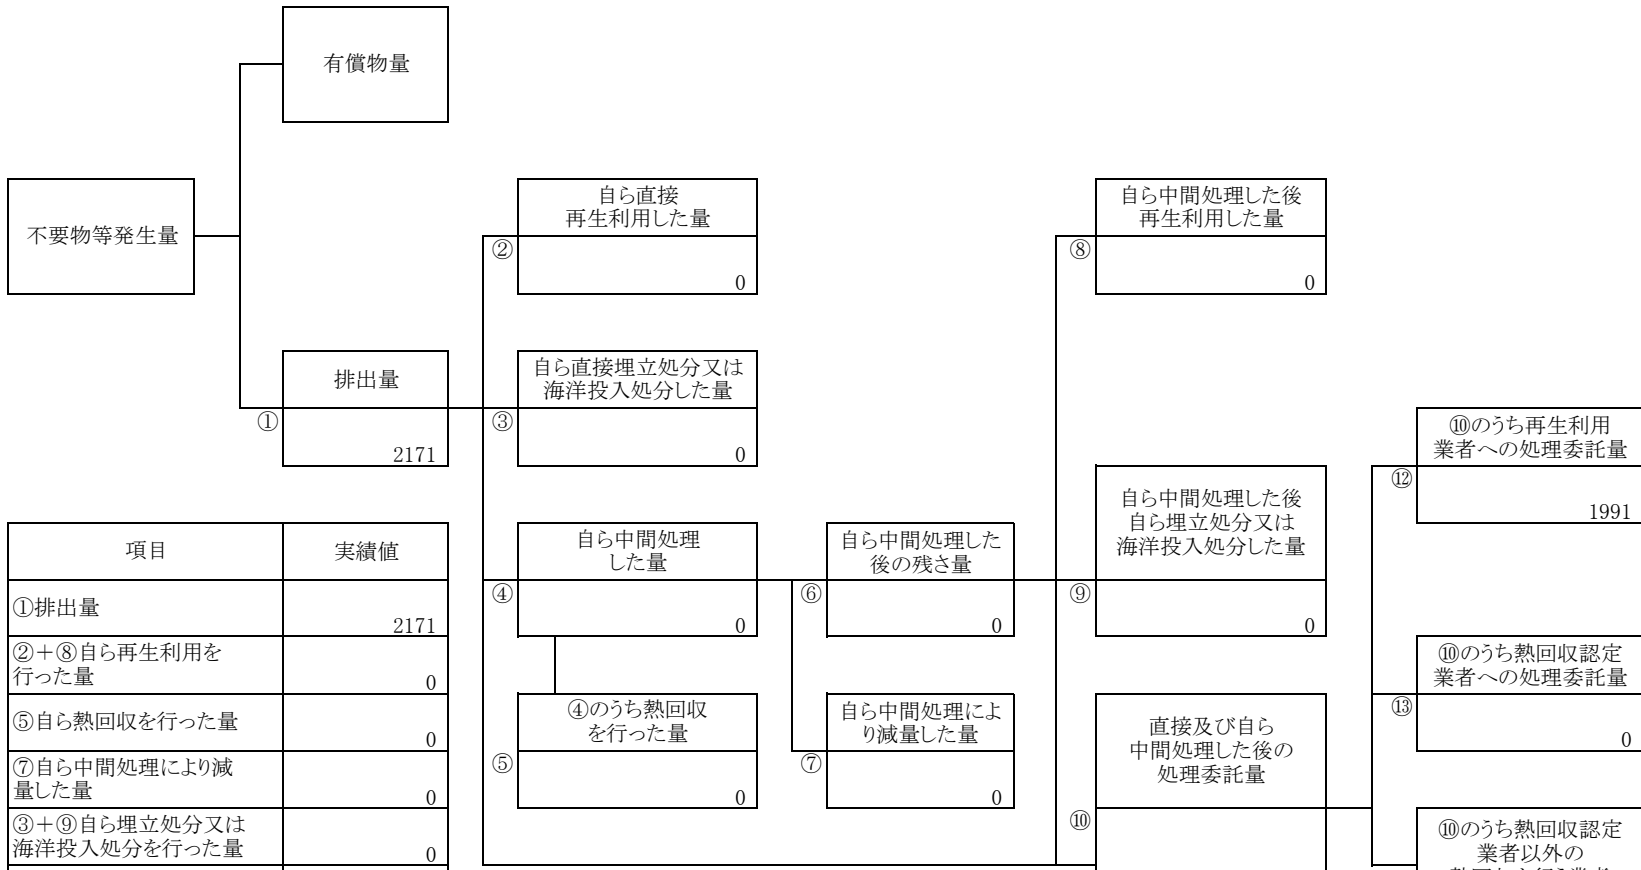 有償物量
不要物等発生量
自ら直接
再生利用した量
②
0
自ら中間処理した後
再生利用した量
⑧
0
排出量
①
2171
自ら直接埋立処分又は
海洋投入処分した量
③
0
⑩のうち再生利用
業者への処理委託量
⑫
1991
自ら中間処理した後
自ら埋立処分又は
海洋投入処分した量
⑨
0
自ら中間処理
した量
④
0
自ら中間処理した
後の残さ量
⑥
0
⑩のうち熱回収認定
業者への処理委託量
⑬
0
④のうち熱回収
を行った量
⑤
0
自ら中間処理によ
り減量した量
⑦
0
直接及び自ら
中間処理した後の
処理委託量
⑩
⑩のうち熱回収認定
業者以外の
項目
実績値
①排出量
2171
②+⑧自ら再生利用を
行った量
0
⑤自ら熱回収を行った量
0
⑦自ら中間処理により減
量した量
0
③+⑨自ら埋立処分又は
海洋投入処分を行った量
0